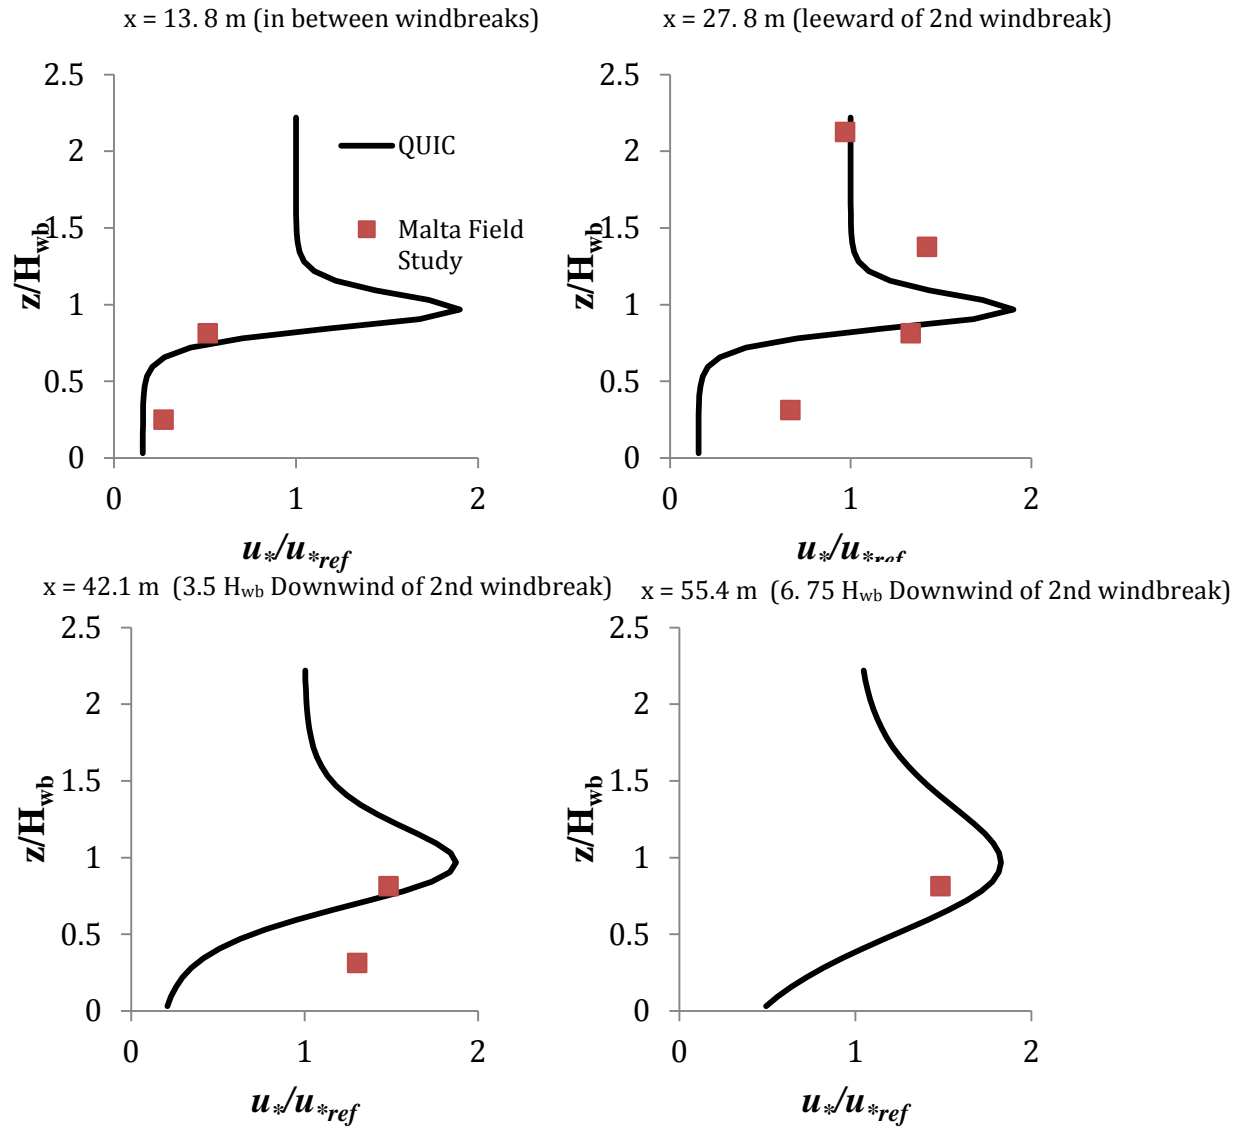 x = 13. 8 m (in between windbreaks)
2.5
2
1.5
1
0.5
0
0
1
2
z/Hwb
QUIC
Malta Field
Study
u*/u*ref
x = 27. 8 m (leeward of 2nd windbreak)
2.5
2
1.5
1
0.5
0
0
1
2
z/Hwb
u*/u*ref
x = 42.1 m (3.5 Hwb Downwind of 2nd windbreak)
2.5
2
1.5
1
0.5
0
0
1
2
z/Hwb
u*/u*ref
x = 55.4 m (6. 75 Hwb Downwind of 2nd windbreak)
2.5
2
1.5
1
0.5
0
0
1
2
z/Hwb
u*/u*ref